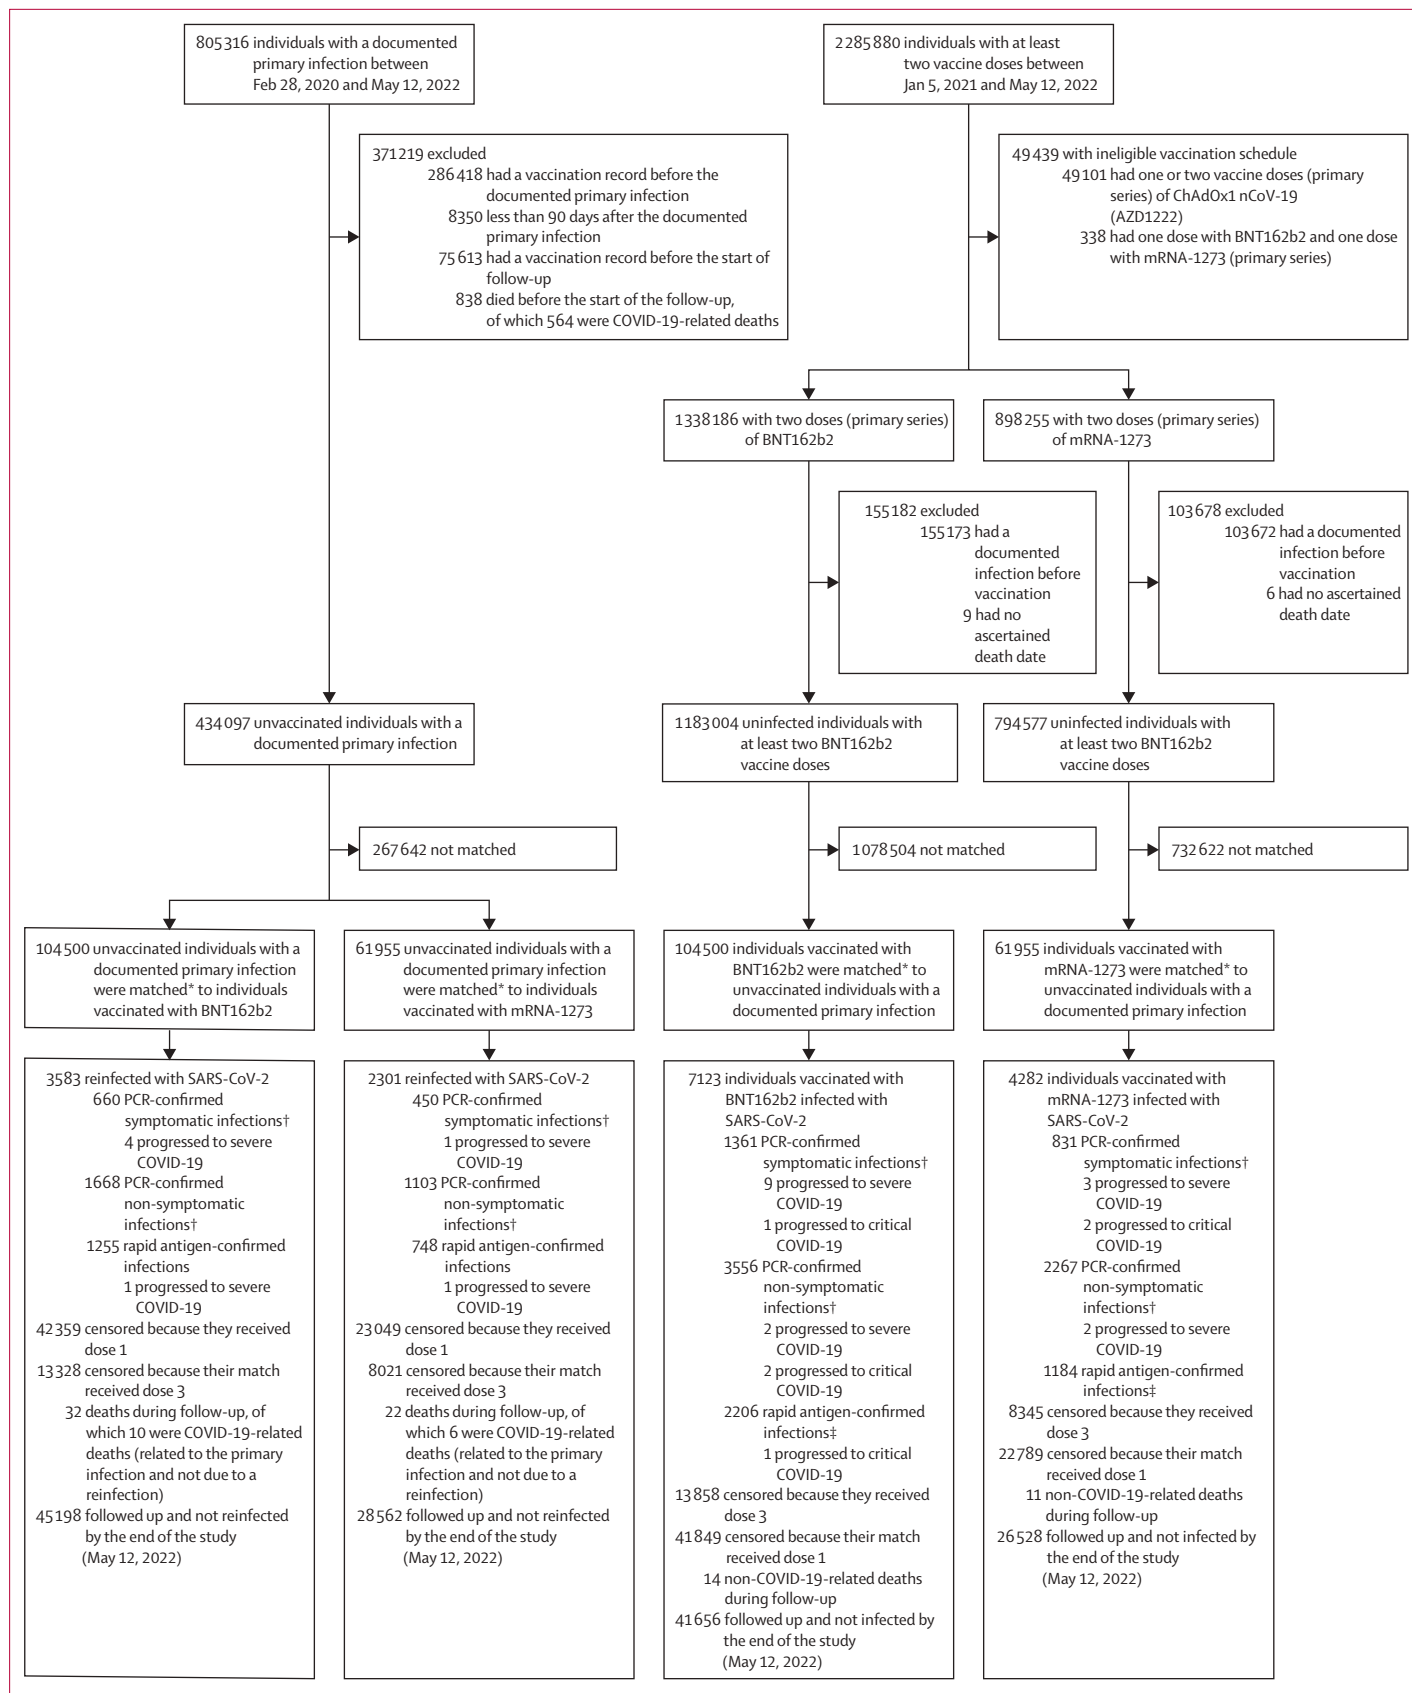 805316 individuals with a documented
primary infection between
Feb 28, 2020 and May 12, 2022
2285880 individuals with at least
two vaccine doses between
Jan 5, 2021 and May 12, 2022
371219 excluded
286418 had a vaccination record before the
documented primary infection
8350 less than 90 days after the documented
primary infection
75613 had a vaccination record before the start of
follow-up
838 died before the start of the follow-up,
of which 564 were COVID-19-related deaths
49439 with ineligible vaccination schedule
49101 had one or two vaccine doses (primary
series) of ChAdOx1 nCoV-19
(AZD1222)
338 had one dose with BNT162b2 and one dose
with mRNA-1273 (primary series)
1338186 with two doses (primary series)
of BNT162b2
898255 with two doses (primary series)
of mRNA-1273
155182 excluded
155173 had a
documented
infection before
vaccination
9 had no
ascertained
death date
103678 excluded
103672 had a documented
infection before
vaccination
6 had no ascertained
death date
434097 unvaccinated individuals with a
documented primary infection
1183004 uninfected individuals with
at least two BNT162b2
vaccine doses
794577 uninfected individuals with
at least two BNT162b2
vaccine doses
267642 not matched
1078504 not matched
732622 not matched
104500 unvaccinated individuals with a
documented primary infection
were matched* to individuals
vaccinated with BNT162b2
61955 unvaccinated individuals with a
documented primary infection
were matched* to individuals
vaccinated with mRNA-1273
104500 individuals vaccinated with
BNT162b2 were matched* to
unvaccinated individuals with a
documented primary infection
61955 individuals vaccinated with
mRNA-1273 were matched* to
unvaccinated individuals with a
documented primary infection
3583 reinfected with SARS-CoV-2
660 PCR-confirmed
symptomatic infections†
4 progressed to severe
COVID-19
1668 PCR-confirmed
non-symptomatic
infections†
1255 rapid antigen-confirmed
infections
1 progressed to severe
COVID-19
42359 censored because they received
dose 1
13328 censored because their match
received dose 3
32 deaths during follow-up, of
which 10 were COVID-19-related
deaths (related to the primary
infection and not due to a
reinfection)
45198 followed up and not reinfected
by the end of the study
(May 12, 2022)
2301 reinfected with SARS-CoV-2
450 PCR-confirmed
symptomatic infections†
1 progressed to severe
COVID-19
1103 PCR-confirmed
non-symptomatic
infections†
748 rapid antigen-confirmed
infections
1 progressed to severe
COVID-19
23049 censored because they received
dose 1
8021 censored because their match
received dose 3
22 deaths during follow-up, of
which 6 were COVID-19-related
deaths (related to the primary
infection and not due to a
reinfection)
28562 followed up and not reinfected
by the end of the study
(May 12, 2022)
7123 individuals vaccinated with
BNT162b2 infected with
SARS-CoV-2
1361 PCR-confirmed
symptomatic infections†
9 progressed to severe
COVID-19
1 progressed to critical
COVID-19
3556 PCR-confirmed
non-symptomatic
infections†
2 progressed to severe
COVID-19
2 progressed to critical
COVID-19
2206 rapid antigen-confirmed
infections‡
1 progressed to critical
COVID-19
13858 censored because they received
dose 3
41849 censored because their match
received dose 1
14 non-COVID-19-related deaths
during follow-up
41656 followed up and not infected by
the end of the study
(May 12, 2022)
4282 individuals vaccinated with
mRNA-1273 infected with
SARS-CoV-2
831 PCR-confirmed
symptomatic infections†
3 progressed to severe
COVID-19
2 progressed to critical
COVID-19
2267 PCR-confirmed
non-symptomatic
infections†
2 progressed to severe
COVID-19
1184 rapid antigen-confirmed
infections‡
8345 censored because they received
dose 3
22789 censored because their match
received dose 1
11 non-COVID-19-related deaths
during follow-up
26528 followed up and not infected by
the end of the study
(May 12, 2022)